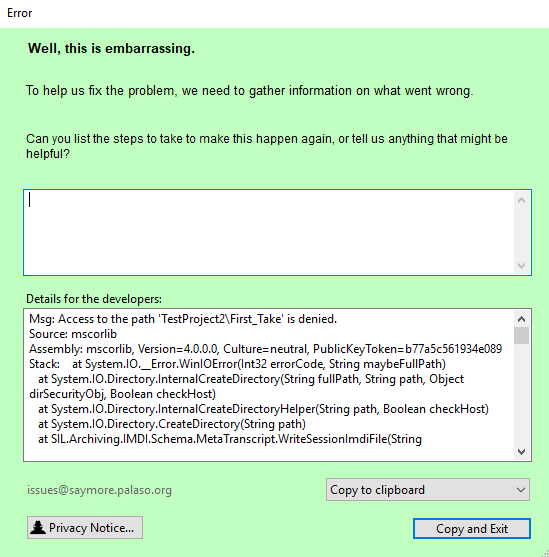 Error
Well, this is embarrassing.
To help us fix the problem, we need to gather information on what went wrong.
Can you list the steps to take to make this happen again, or tell us anything that might be
helpful?
Details for the developers:
Msg: Access to the path 'TestProject2\First_Take' is denied.
Source: mscorlib
Assembly: mscorlib, Version=4.0.0.0, Culture=neutral, PublicKeyToken=b77a5c561934e089
Stack:    at System.IO.__Error.WinIOError(Int32 errorCode, String maybeFullPath)
   at System.IO.Directory.InternalCreateDirectory(String fullPath, String path, Object
dirSecurityObj, Boolean checkHost)
   at System.IO.Directory.InternalCreateDirectoryHelper(String path, Boolean checkHost)
   at System.IO.Directory.CreateDirectory(String path)
   at SIL.Archiving.IMDI.Schema.MetaTranscript.WriteSessionImdiFile(String
issues@saymore.palaso.org
Copy to clipboard
Privacy Notice...
Copy and Exit